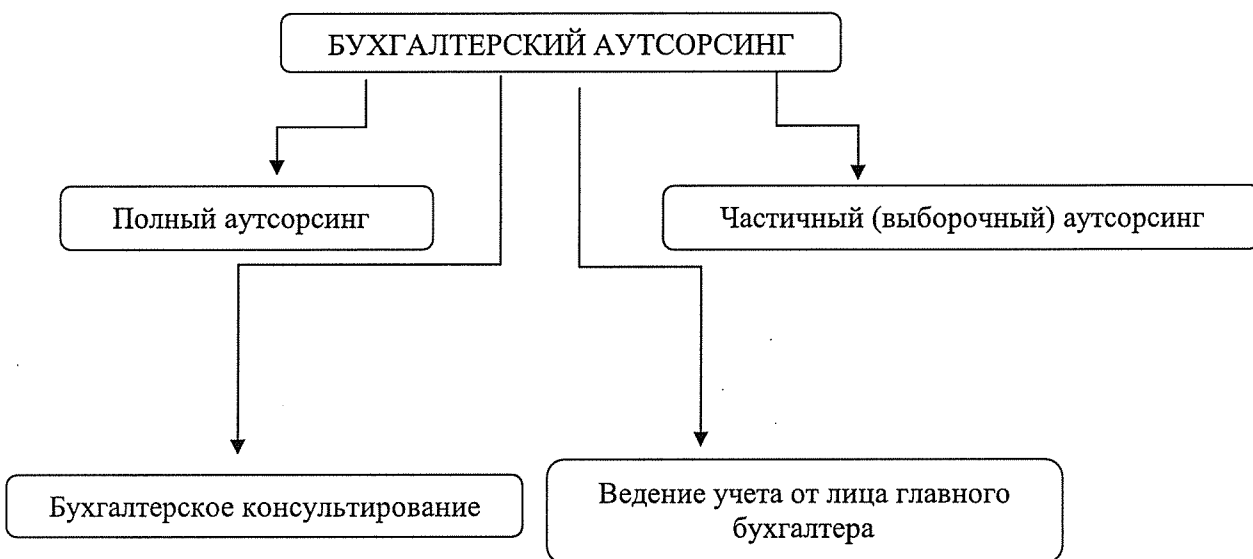 БУХГАЛТЕРСКИЙ АУТСОРСИНГ
Полный аутсорсинг
Частичный (выборочный) аутсорсинг
Бухгалтерское консультирование
Ведение учета от лица главного
бухгалтера